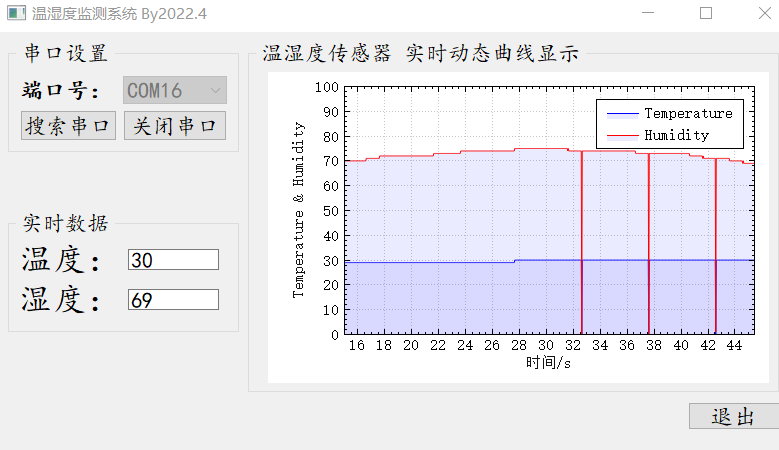 温湿度监测系统 By2022.4
串口设置
端口号：
COM16
搜索串口
关闭串口
实时数据
温度：
30
湿度：
69
温湿度传感器 实时动态曲线显示
Temperature & Humidity
100
90
80
70
60
50
40
30
20
10
0
Temperature
Humidity
16 18 20 22 24 26 28 30 32 34 36 38 40 42 44
时间/s
退出